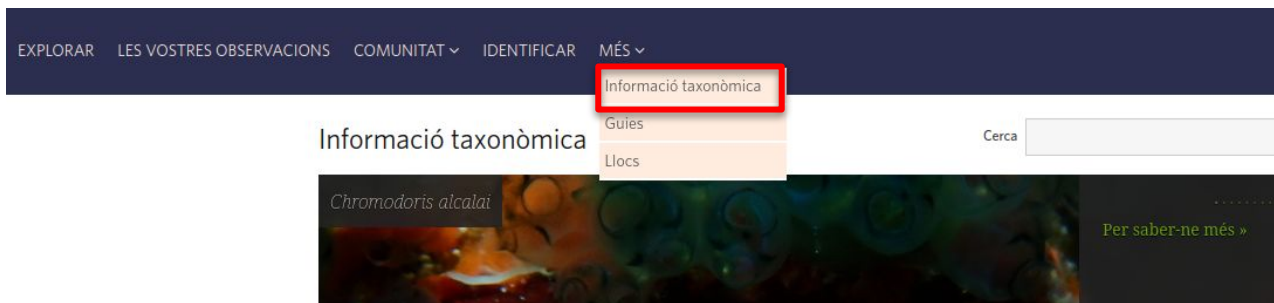 EXPLORAR LES VOSTRES OBSERVACIONS COMUNITAT IDENTIFICAR MÉS
Informació taxonòmica
Guies
Llocs
Informació taxonòmica
Cerca
Chromodoris alcalai
Per saber-ne més »